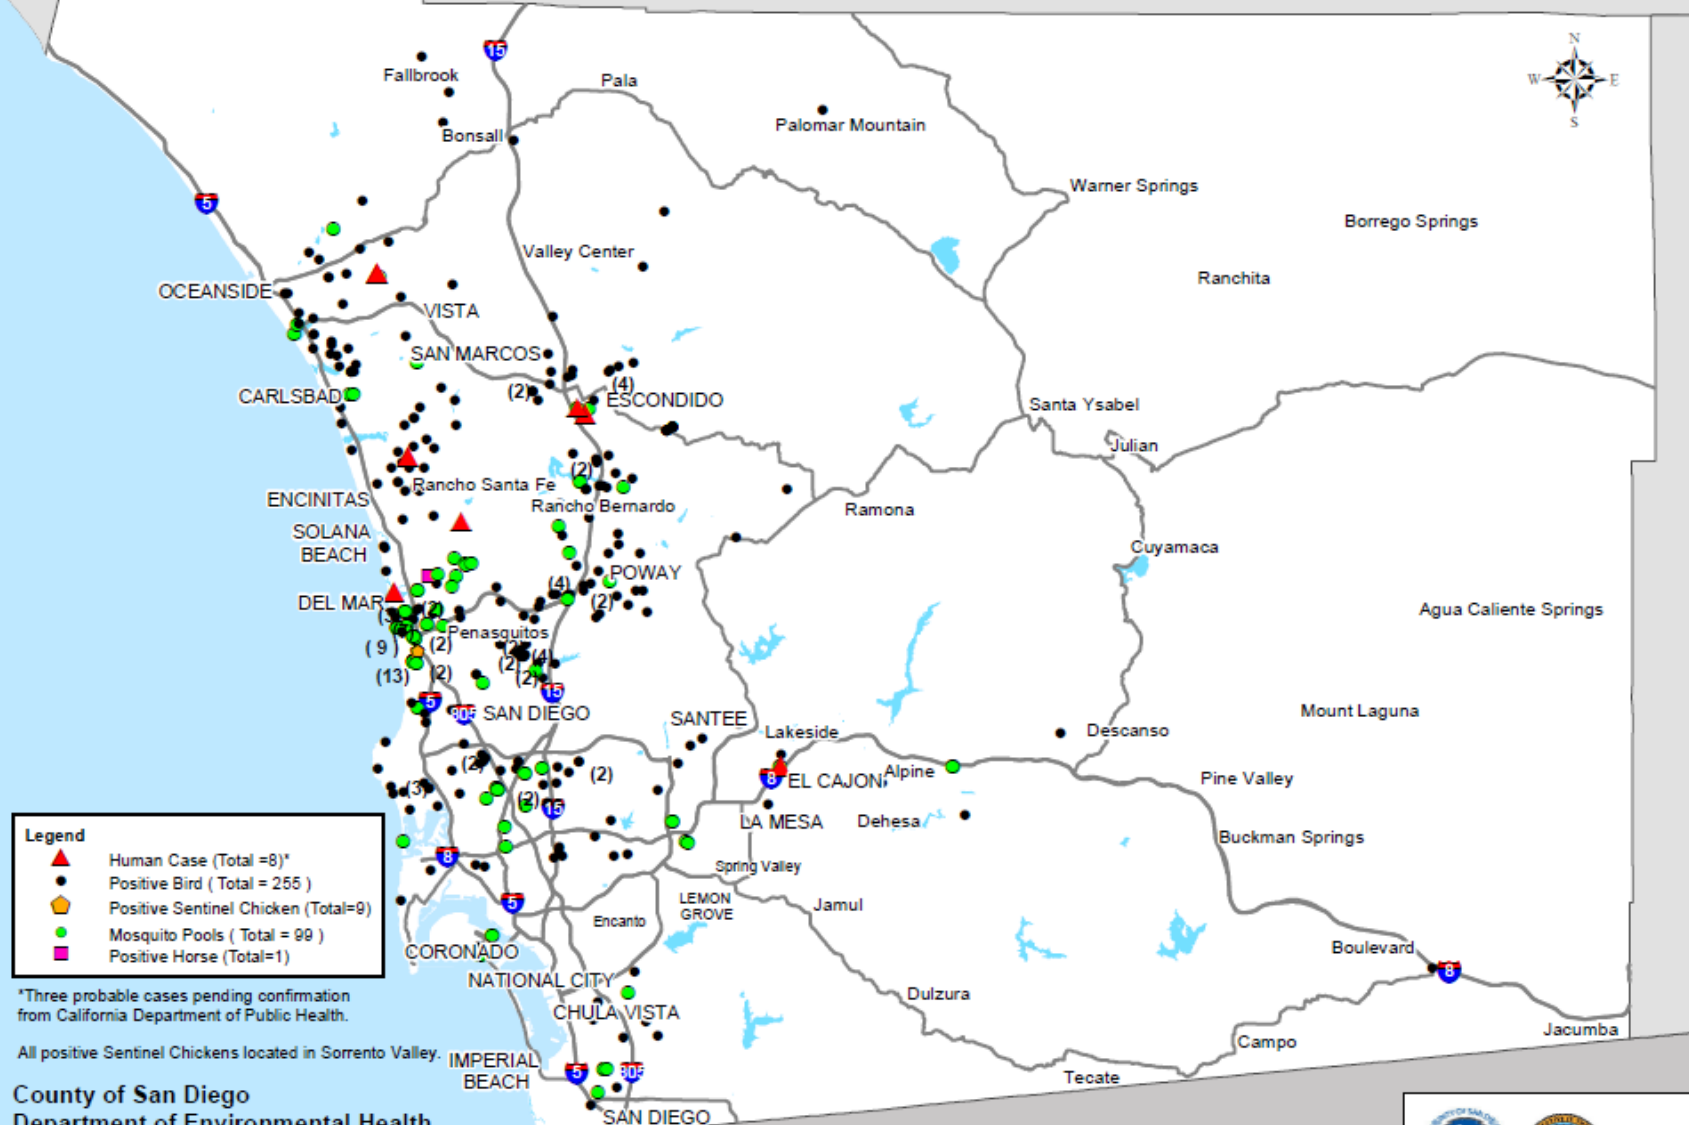 15
Fallbrook
Pala
N
W
E
S
Palomar Mountain
Bonsall
5
Warner Springs
Borrego Springs
Valley Center
Ranchita
OCEANSIDE
VISTA
SAN MARCOS
(2)
(4)
CARLSBAD
ESCONDIDO
Santa Ysabel
Julian
(2)
Rancho Santa Fe
ENCINITAS
Rancho Bernardo
Ramona
SOLANA
BEACH
Cuyamaca
POWAY
(4)
DEL MAR
(2)
(2)
Agua Caliente Springs
Penasquitos
( 9 )
(2)
(2)
(4)
(2)
(13)
(2)
(2)
15
5
805
SAN DIEGO
SANTEE
Mount Laguna
Lakeside
Descanso
(2)
(2)
8
EL CAJON
Alpine
Pine Valley
(3)
(2)
15
LA MESA
Dehesa
Buckman Springs
Legend
Human Case (Total =8)*
Positive Bird ( Total = 255 )
Positive Sentinel Chicken (Total=9)
Mosquito Pools ( Total = 99 )
Positive Horse (Total=1)
8
Spring Valley
5
LEMON
GROVE
Jamul
Encanto
CORONADO
Boulevard
8
NATIONAL CITY
*Three probable cases pending confirmation
from California Department of Public Health.
Dulzura
CHULA VISTA
Jacumba
Campo
All positive Sentinel Chickens located in Sorrento Valley.
IMPERIAL
BEACH
5
805
Tecate
County of San Diego
Department of Environmental Health
SAN DIEGO